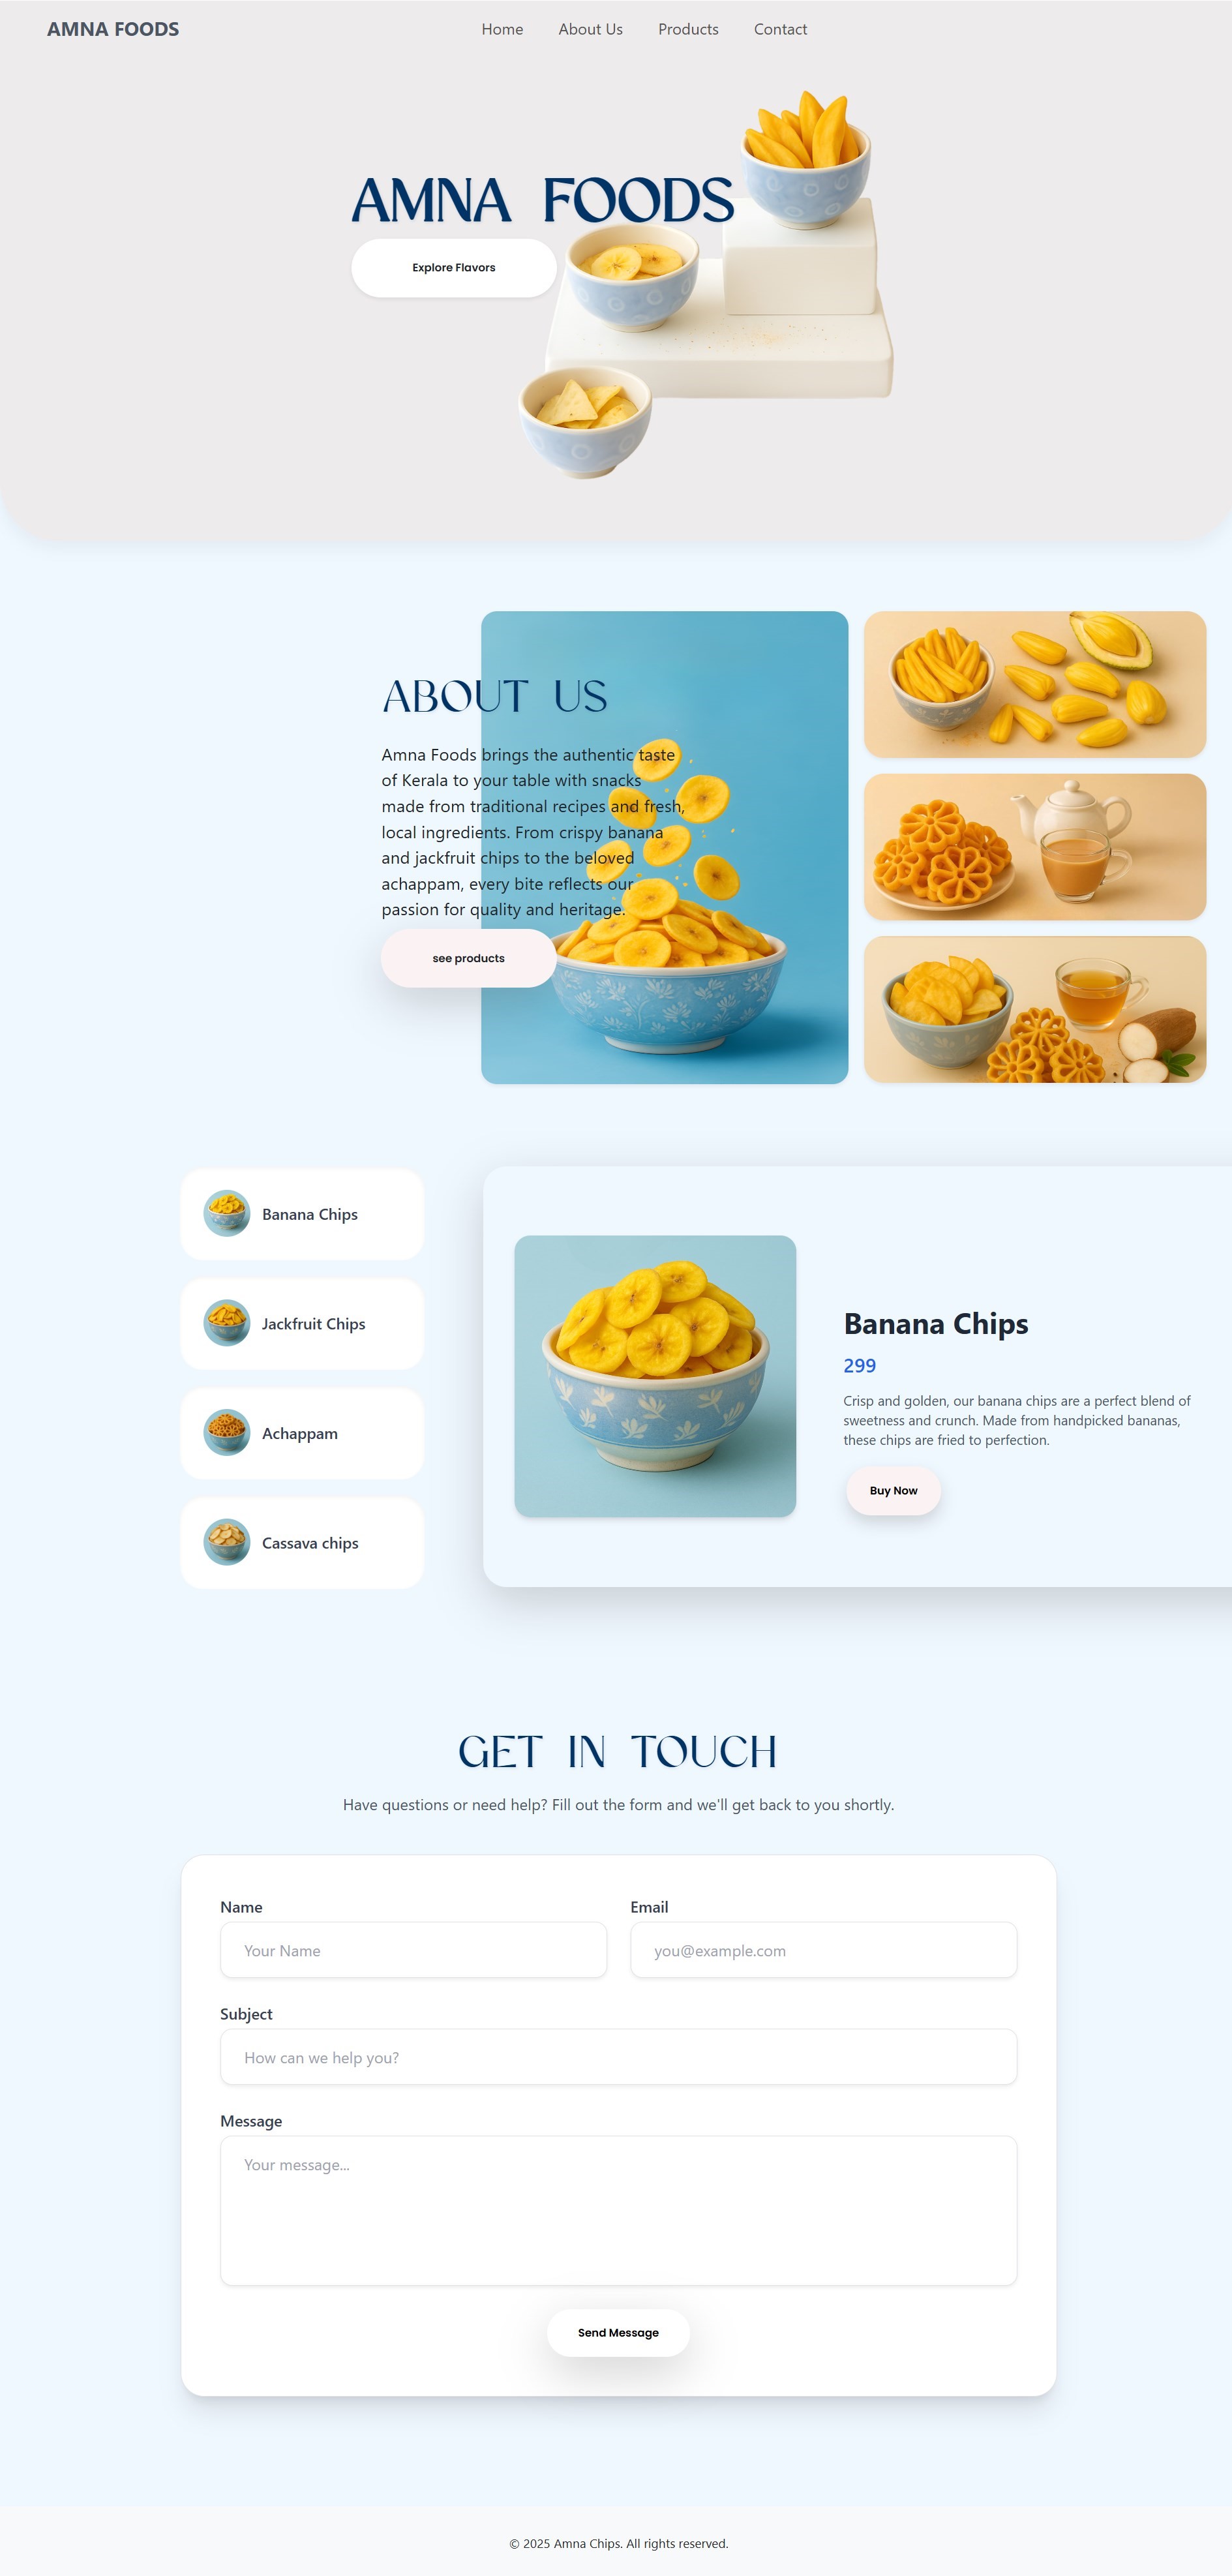 AMNA FOODS
Home
About Us
Products
Contact
AMNA FOODS
Explore Flavors
ABOUT US
Amna Foods brings the authentic taste
of Kerala to your table with snacks
made from traditional recipes and fresh,
local ingredients. From crispy banana
and jackfruit chips to the beloved
achappam, every bite reflects our
passion for quality and heritage.
see products
Banana Chips
Jackfruit Chips
Achappam
Cassava chips
Banana Chips
299
Crisp and golden, our banana chips are a perfect blend of
sweetness and crunch. Made from handpicked bananas,
these chips are fried to perfection.
Buy Now
GET IN TOUCH
Have questions or need help? Fill out the form and we'll get back to you shortly.
Name
Your Name
Email
you@example.com
Subject
How can we help you?
Message
Your message...
Send Message
© 2025 Amna Chips. All rights reserved.